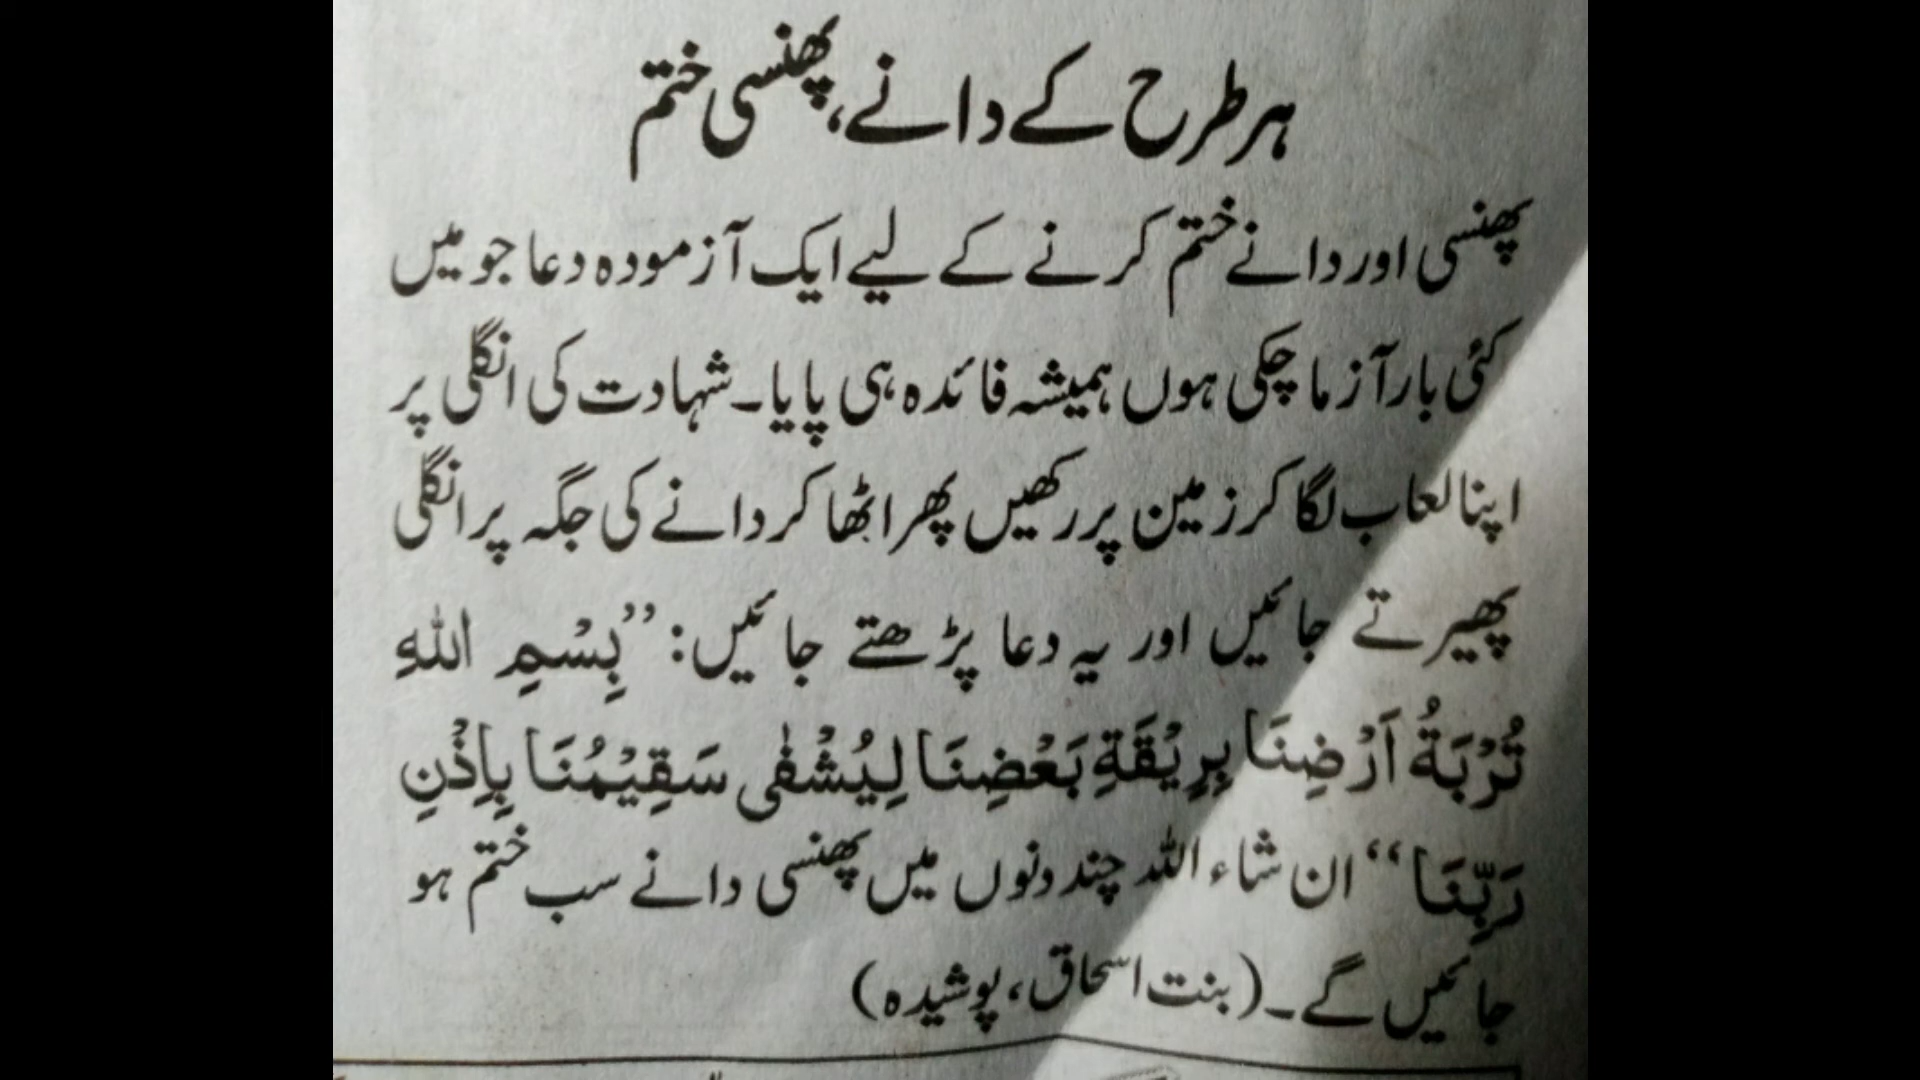 ہر طرح کے دانے، پھنسی ختم
پھنسی اور دانے ختم کرنے کے لیے ایک آزمودہ دعا جو میں
کئی بار آزما چکی ہوں ہمیشہ فائدہ ہی پایا۔ شہادت کی انگلی پر
اپنا لعاب لگا کر زمین پر رکھیں پھر اٹھا کر دانے کی جگہ پر انگلی
پھیرتے جائیں اور یہ دعا پڑھتے جائیں: ’’بِسْمِ اللّٰهِ
تُرْبَةُ اَرْضِنَا بِرِيْقَةِ بَعْضِنَا لِيُشْفٰى سَقِيْمُنَا بِاِذْنِ
رَبِّنَا‘‘ ان شاء اللہ چند دنوں میں پھنسی دانے سب ختم ہو
جائیں گے۔ (بنت اسحاق، پوشیدہ)